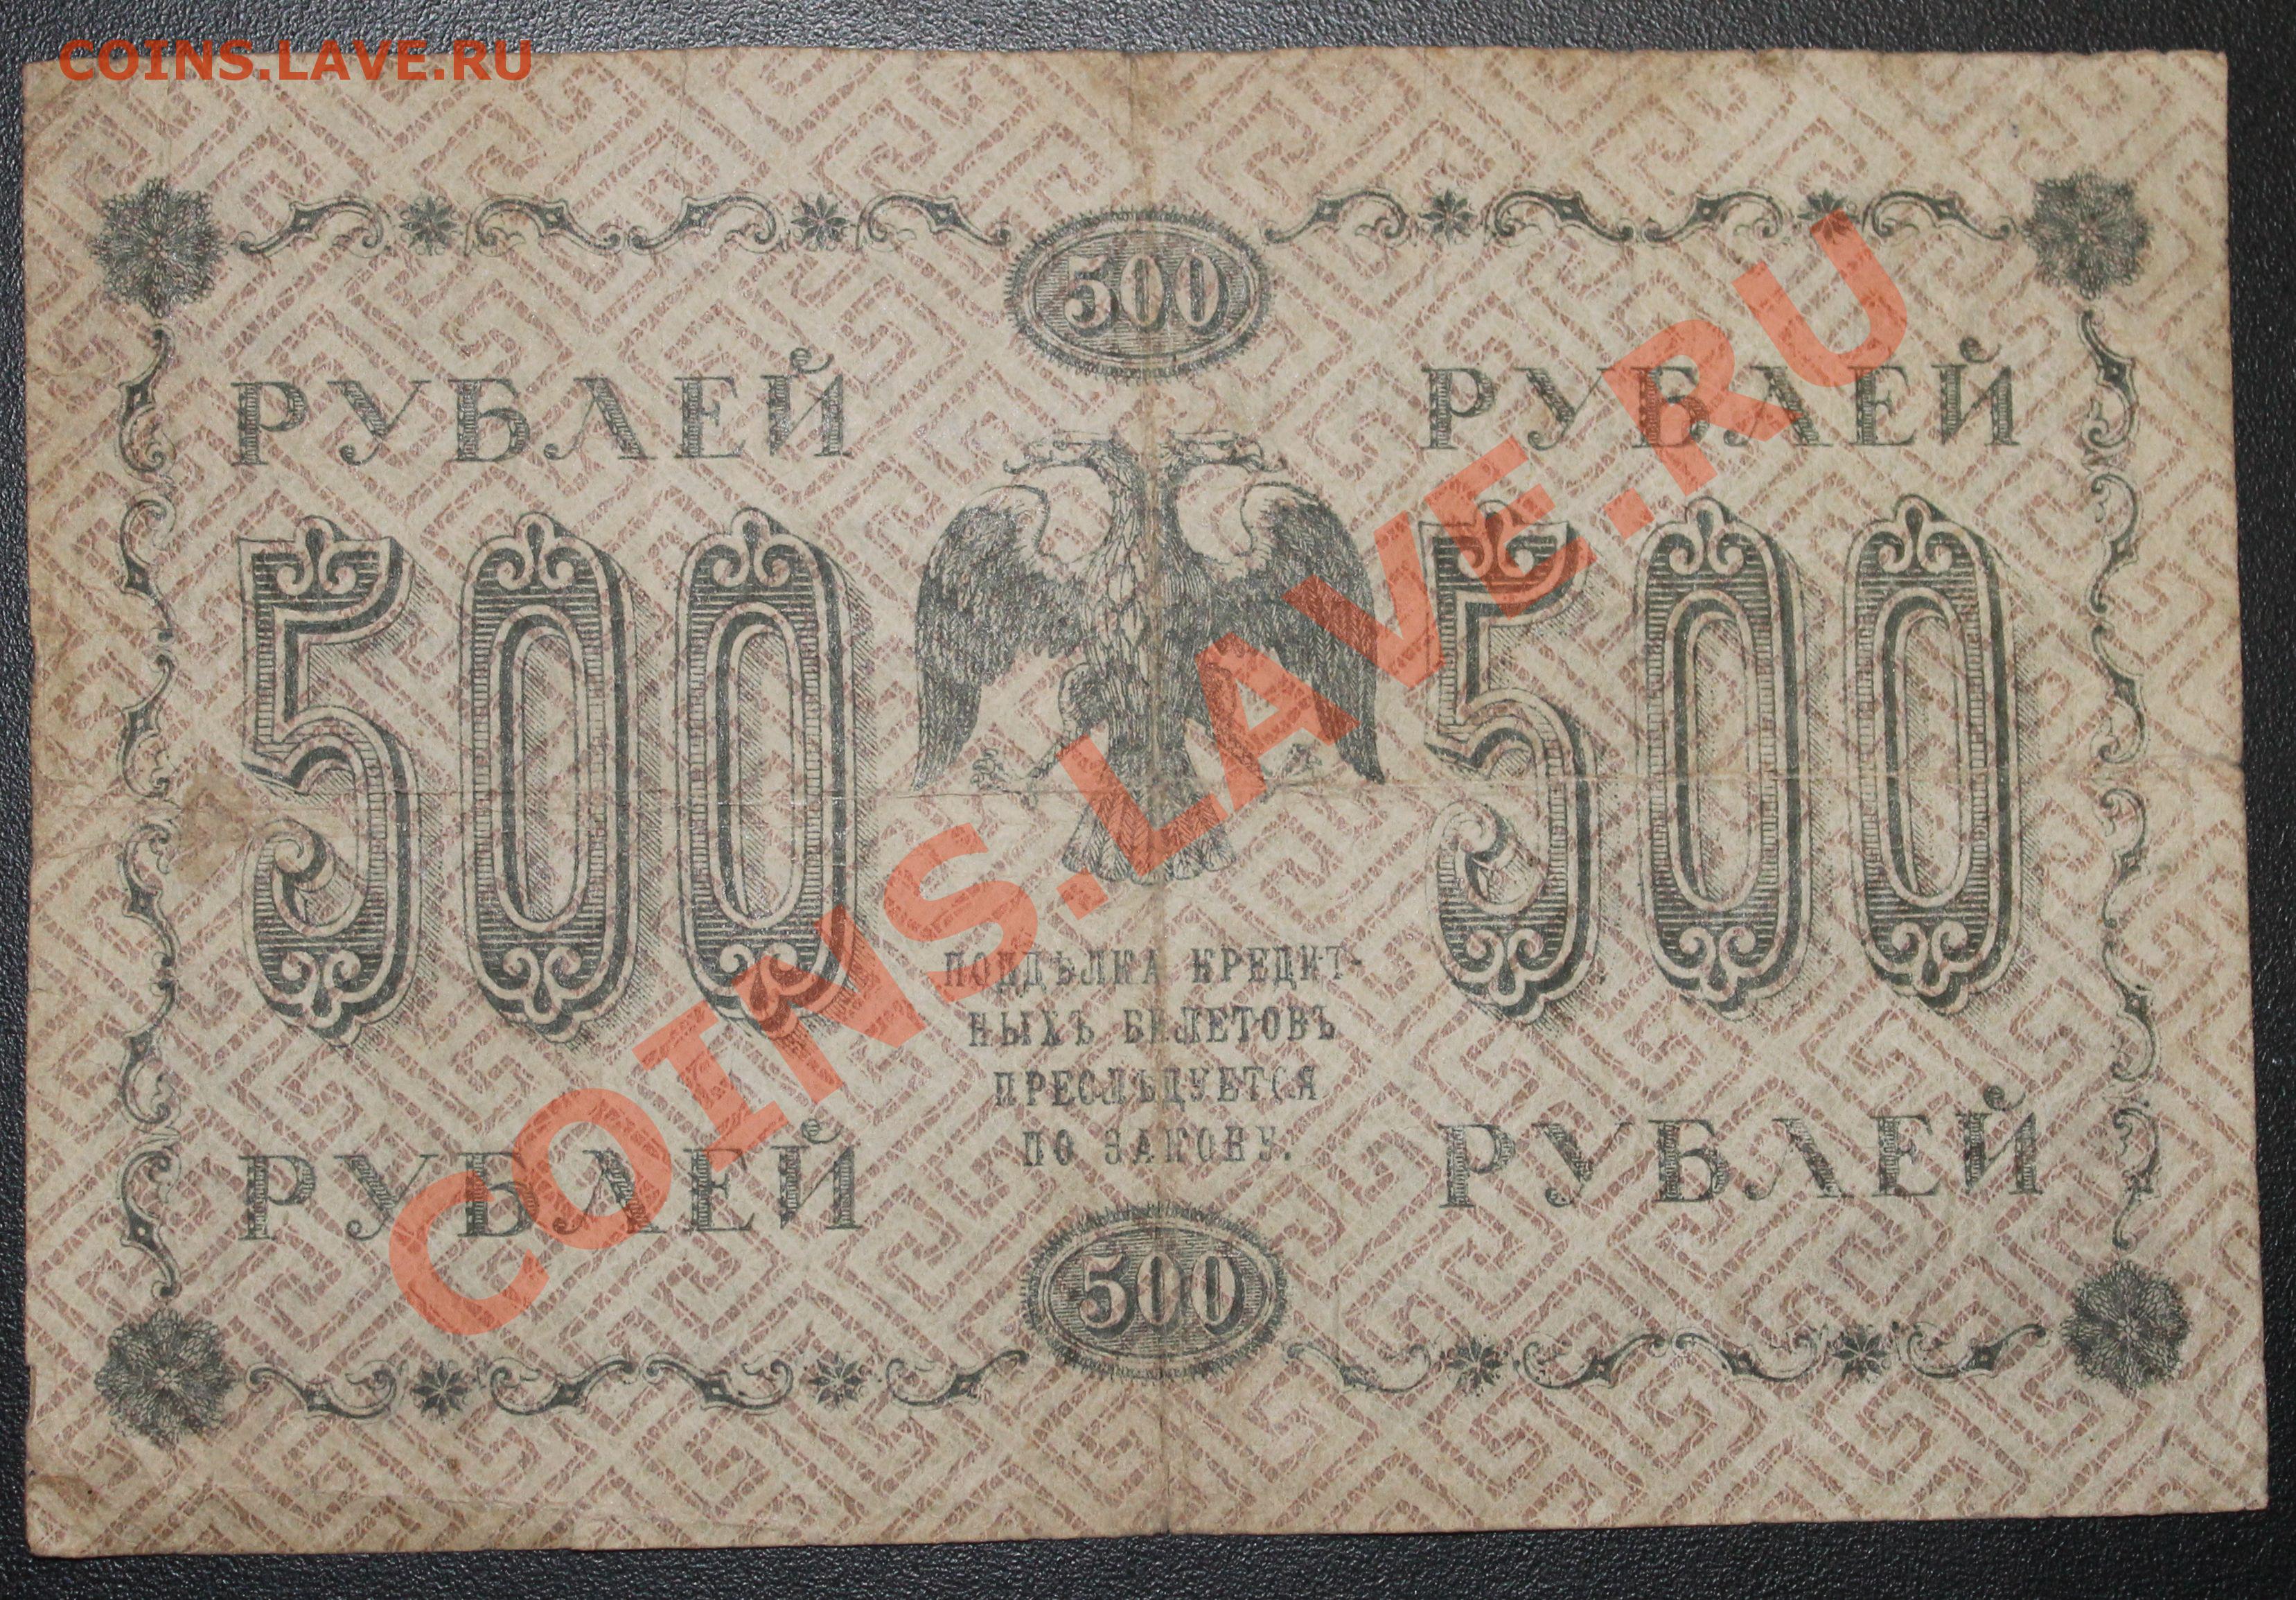 COINS.LAVE.RU
500
РУБЛЕЙ РУБЛЕЙ
500 500
ПОДДѢЛКА КРЕДИТ-
НЫХЪ БИЛЕТОВЪ
ПРЕСЛѢДУЕТСЯ
ПО ЗАКОНУ.
РУБЛЕЙ РУБЛЕЙ
500
COINS.LAVE.RU